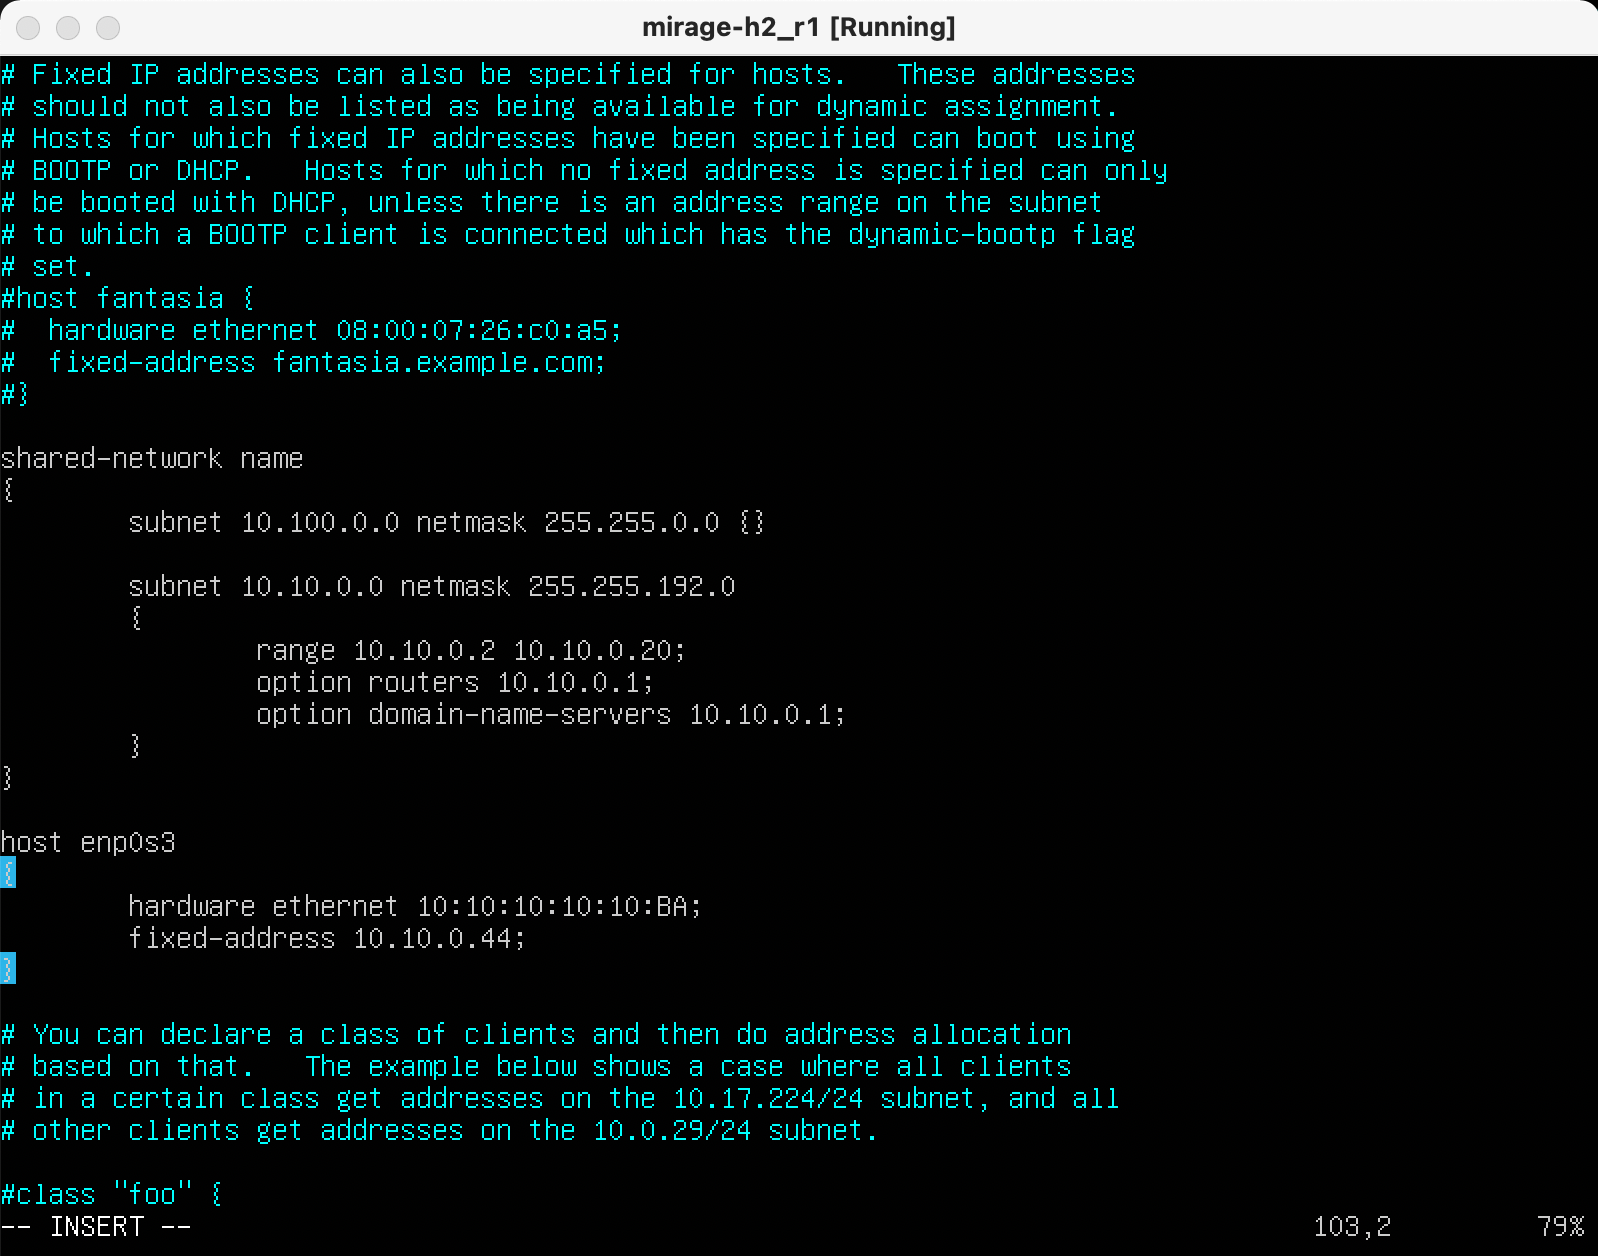 mirage-h2_r1 [Running]
# Fixed IP addresses can also be specified for hosts.   These addresses
# should not also be listed as being available for dynamic assignment.
# Hosts for which fixed IP addresses have been specified can boot using
# BOOTP or DHCP.   Hosts for which no fixed address is specified can only
# be booted with DHCP, unless there is an address range on the subnet
# to which a BOOTP client is connected which has the dynamic-bootp flag
# set.
#host fantasia {
#  hardware ethernet 08:00:07:26:c0:a5;
#  fixed-address fantasia.example.com;
#}
shared-network name
{
        subnet 10.100.0.0 netmask 255.255.0.0 {}
        subnet 10.10.0.0 netmask 255.255.192.0
        {
                range 10.10.0.2 10.10.0.20;
                option routers 10.10.0.1;
                option domain-name-servers 10.10.0.1;
        }
}
host enp0s3
{
        hardware ethernet 10:10:10:10:10:BA;
        fixed-address 10.10.0.44;
}
# You can declare a class of clients and then do address allocation
# based on that.   The example below shows a case where all clients
# in a certain class get addresses on the 10.17.224/24 subnet, and all
# other clients get addresses on the 10.0.29/24 subnet.
#class "foo" {
-- INSERT -- 103,2 79%